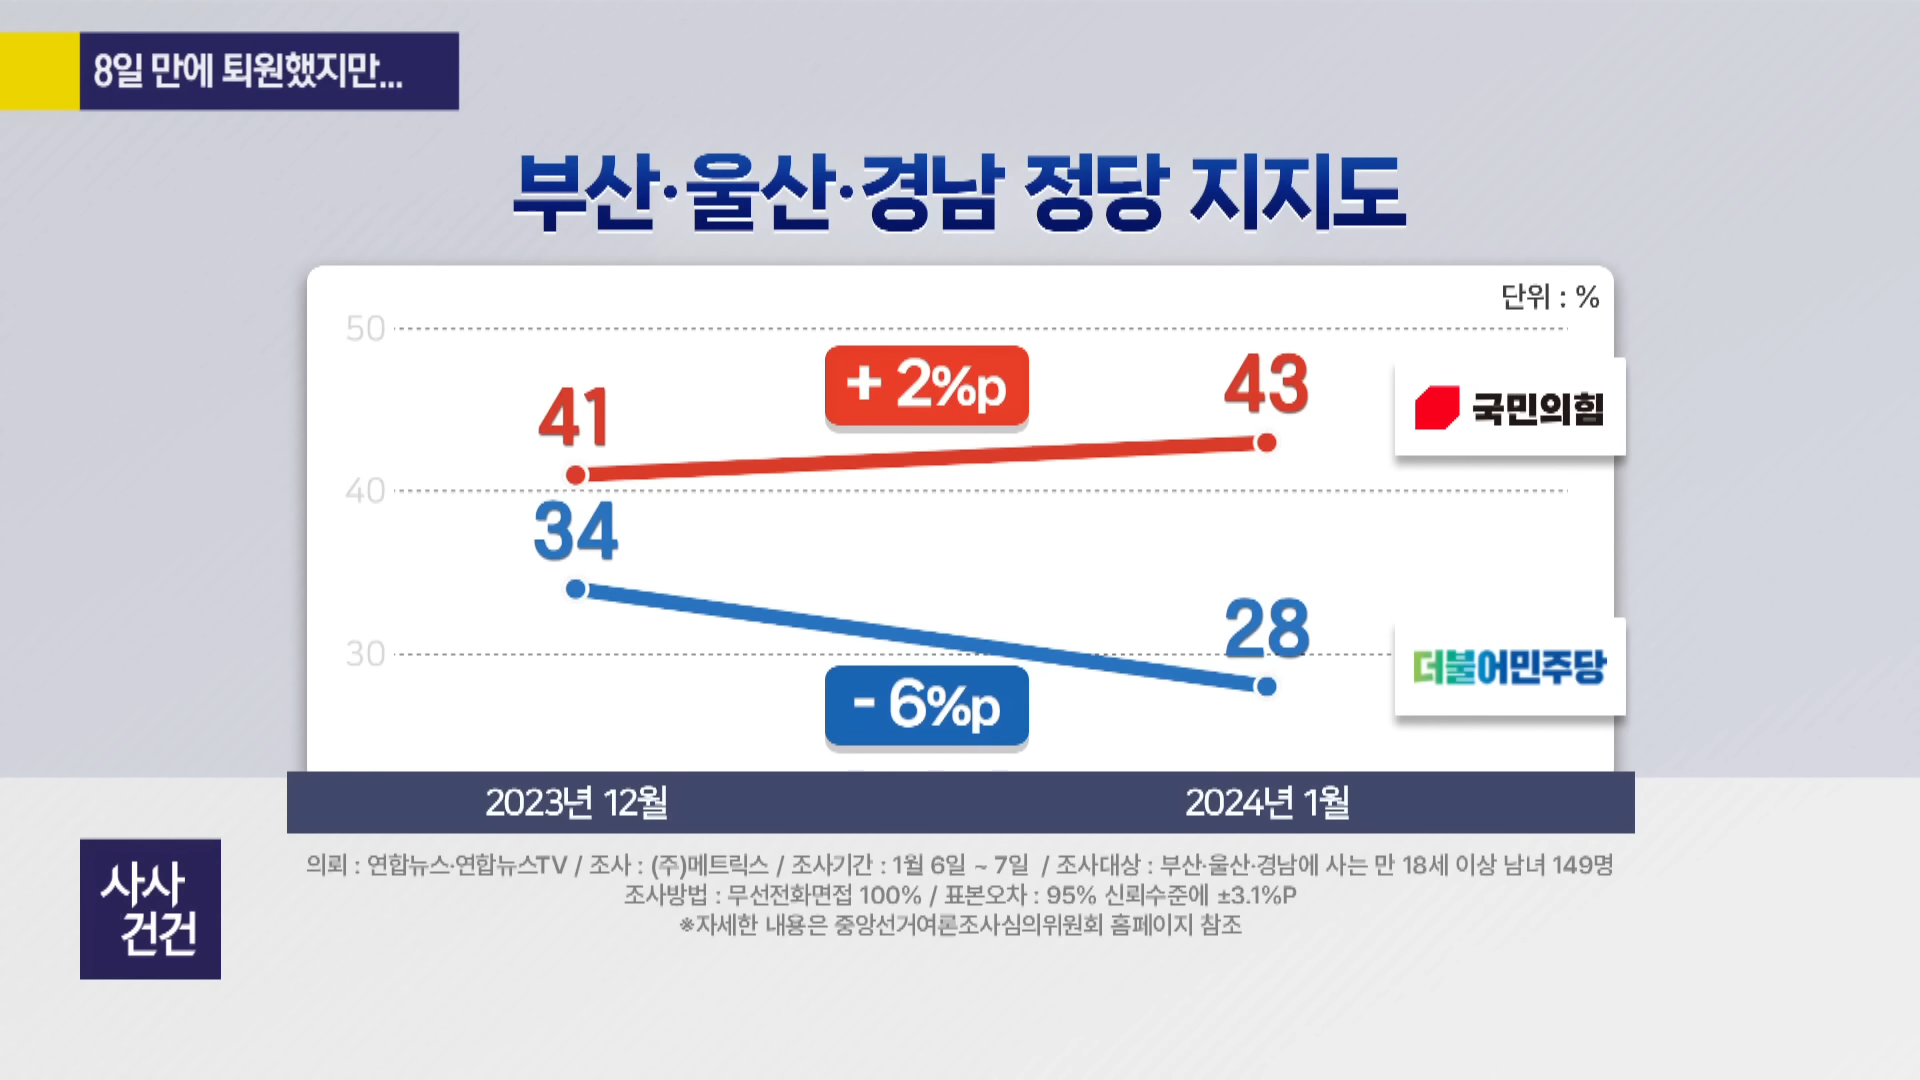 8일 만에 퇴원했지만...
부산·울산·경남 정당 지지도
단위 : %
50
+ 2%p
41
43
국민의힘
40
34
28
30
더불어민주당
- 6%p
2023년 12월
2024년 1월
의뢰 : 연합뉴스·연합뉴스TV / 조사 : (주)메트릭스 / 조사기간 : 1월 6일 ~ 7일 / 조사대상 : 부산·울산·경남에 사는 만 18세 이상 남녀 149명
조사방법 : 무선전화면접 100% / 표본오차 : 95% 신뢰수준에 ±3.1%P
※자세한 내용은 중앙선거여론조사심의위원회 홈페이지 참조
사사
건건